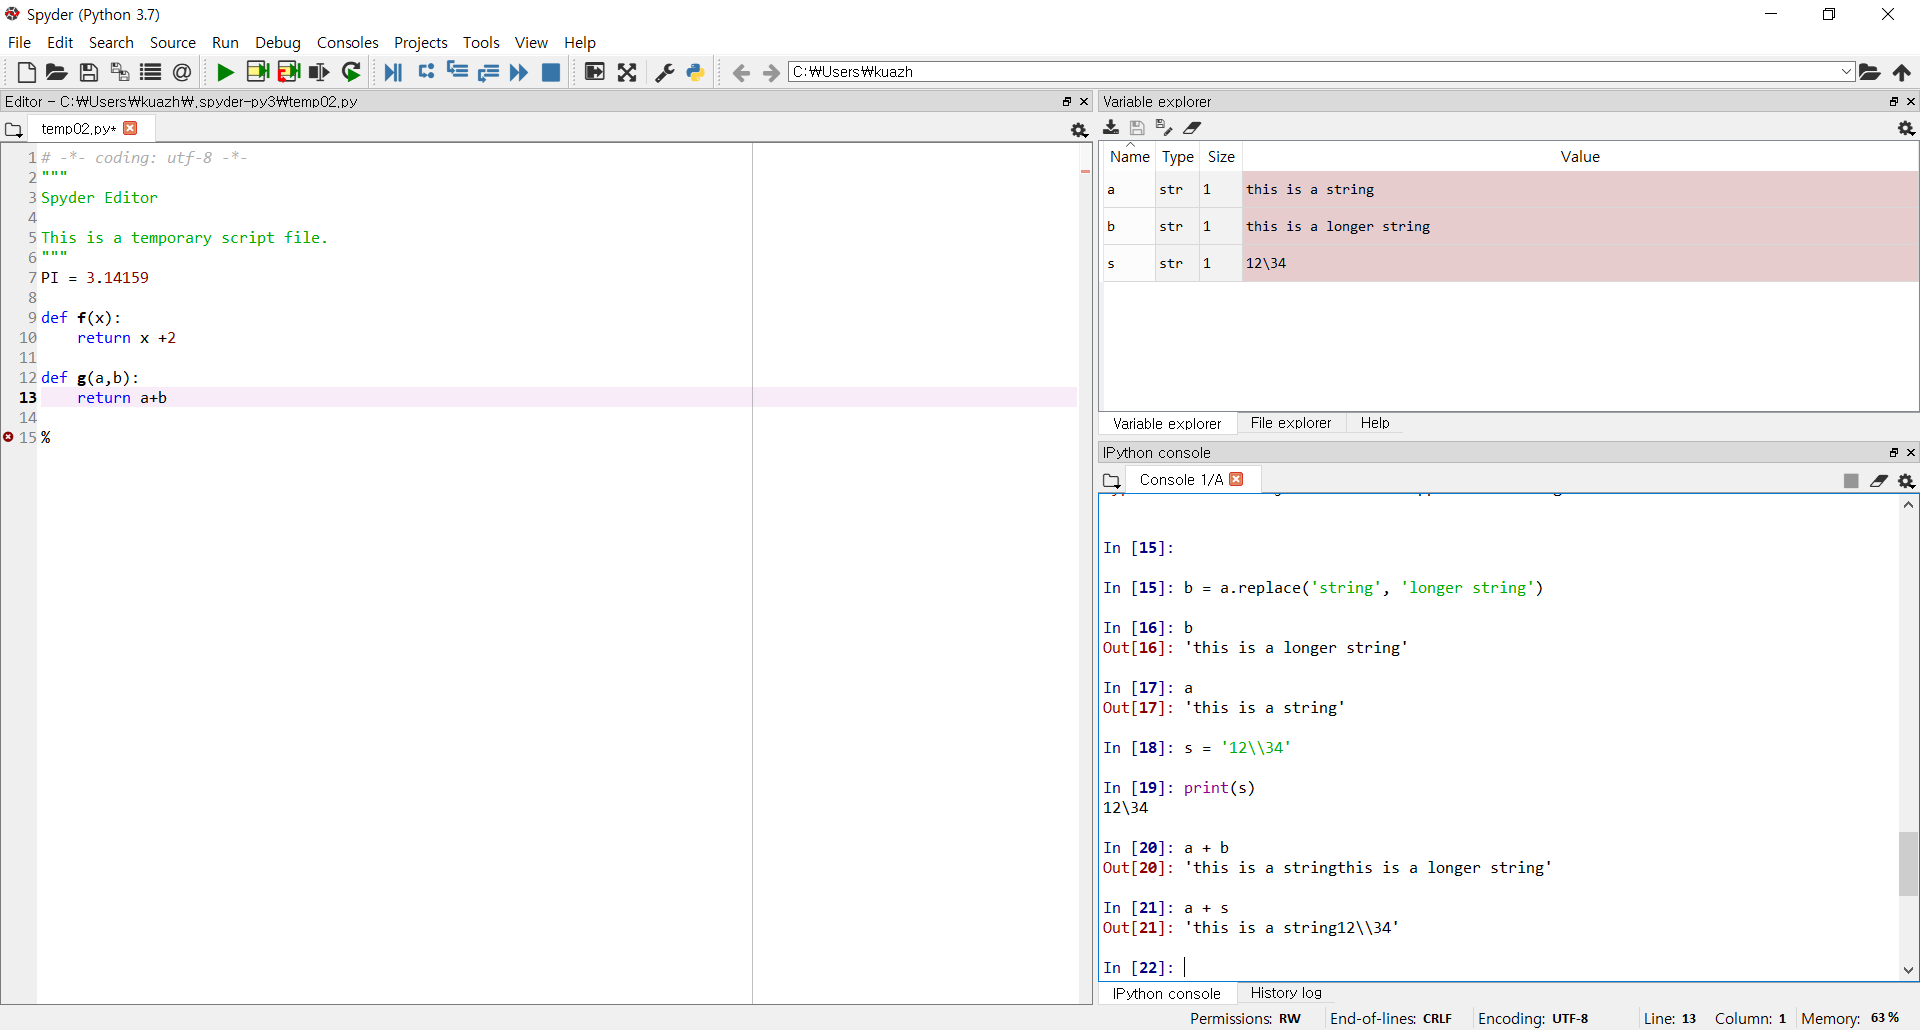 Spyder (Python 3.7)
File Edit Search Source Run Debug Consoles Projects Tools View Help
C:₩Users₩kuazh
Editor - C:₩Users₩kuazh₩.spyder-py3₩temp02.py
temp02.py*
1 # -*- coding: utf-8 -*-
2 """
3 Spyder Editor
4
5 This is a temporary script file.
6 """
7 PI = 3.14159
8
9 def f(x):
10     return x +2
11
12 def g(a,b):
13     return a+b
14
15 %
Variable explorer
Name Type Size Value
a str 1 this is a string
b str 1 this is a longer string
s str 1 12\34
Variable explorer File explorer Help
IPython console
Console 1/A
In [15]:
In [15]: b = a.replace('string', 'longer string')
In [16]: b
Out[16]: 'this is a longer string'
In [17]: a
Out[17]: 'this is a string'
In [18]: s = '12\\34'
In [19]: print(s)
12\34
In [20]: a + b
Out[20]: 'this is a stringthis is a longer string'
In [21]: a + s
Out[21]: 'this is a string12\\34'
In [22]:
IPython console History log
Permissions: RW End-of-lines: CRLF Encoding: UTF-8 Line: 13 Column: 1 Memory: 63 %